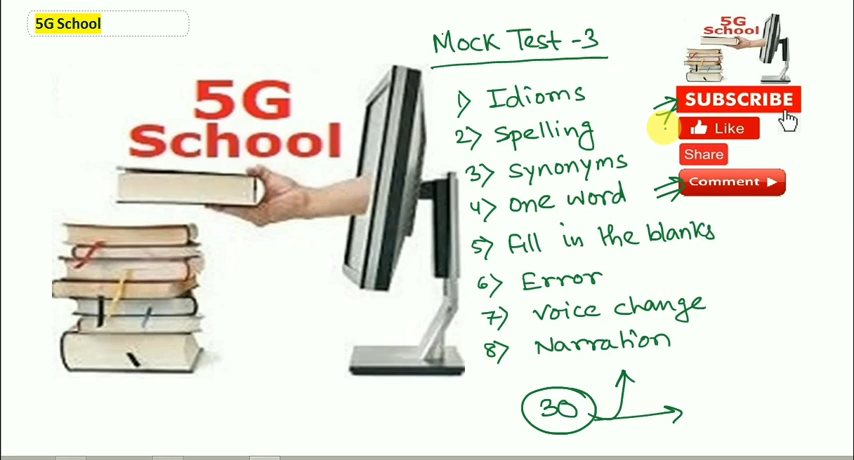 5G School
Mock Test -3
5G
School
SUBSCRIBE
Like
Share
Comment
5G
School
1) Idioms
2) Spelling
3) Synonyms
4) One word
5) Fill in the blanks
6) Error
7) Voice change
8) Narration
30